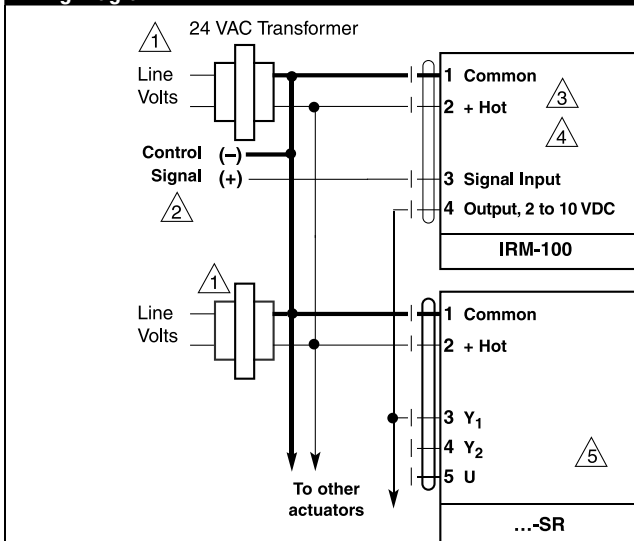 1
24 VAC Transformer
Line
Volts
1 Common
2 + Hot
3
4
Control (–)
Signal (+)
2
3 Signal Input
4 Output, 2 to 10 VDC
IRM-100
1
Line
Volts
1 Common
2 + Hot
3 Y1
4 Y2
5 U
5
To other
actuators
...-SR